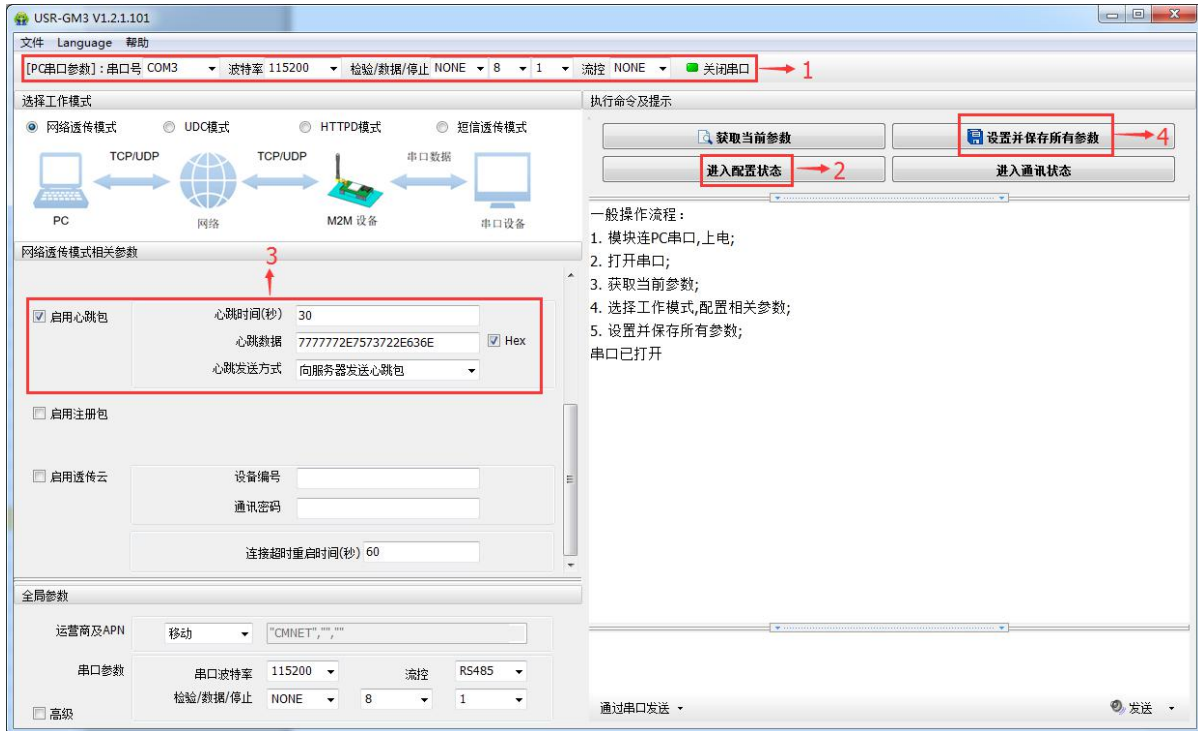 USR-GM3 V1.2.1.101
文件 Language 帮助
[PC串口参数]：串口号 COM3 波特率 115200 检验/数据/停止 NONE 8 1 流控 NONE 关闭串口 1
选择工作模式
网络透传模式 UDC模式 HTTPD模式 短信透传模式
TCP/UDP TCP/UDP 串口数据
PC 网络 M2M 设备 串口设备
网络透传模式相关参数
3
启用心跳包 心跳时间(秒) 30
心跳数据 7777772E7573722E636E Hex
心跳发送方式 向服务器发送心跳包
启用注册包
启用透传云 设备编号
通讯密码
连接超时重启时间(秒) 60
全局参数
运营商及APN 移动 "CMNET","",""
串口参数 串口波特率 115200 流控 RS485
检验/数据/停止 NONE 8 1
高级
执行命令及提示
获取当前参数 设置并保存所有参数 4
进入配置状态 2 进入通讯状态
一般操作流程：
1. 模块连PC串口,上电;
2. 打开串口;
3. 获取当前参数;
4. 选择工作模式,配置相关参数;
5. 设置并保存所有参数;
串口已打开
通过串口发送 发送